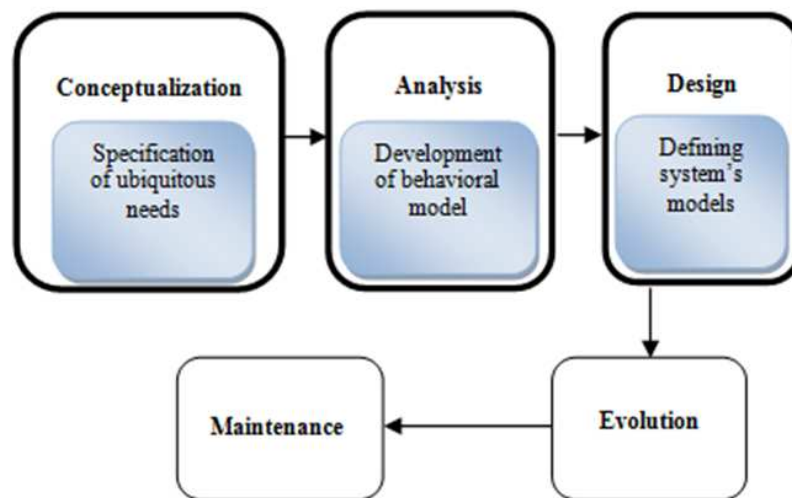 Conceptualization
Specification
of ubiquitous
needs
Analysis
Development
of behavioral
model
Design
Defining
system's
models
Maintenance
Evolution